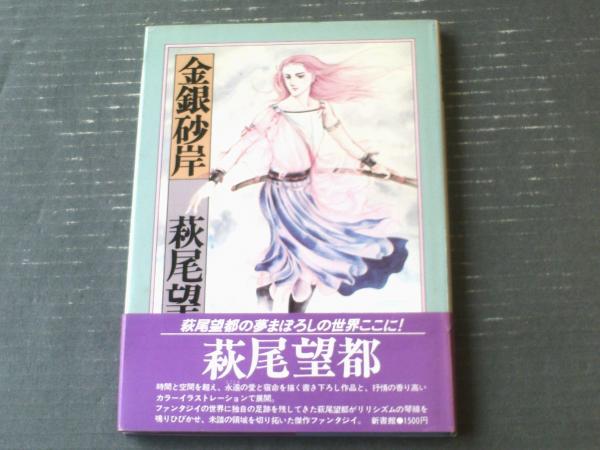 金銀砂岸
萩尾望
萩尾望都の夢まぼろしの世界ここに!
萩尾望都
時間と空間を超え、永遠の愛と宿命を描く書き下ろし作品と、抒情の香り高い
カラーイラストレーションで展開。
ファンタジイの世界に独自の足跡を残してきた萩尾望都がリリシズムの琴線を
鳴りひびかせ、未踏の領域を切り拓いた傑作ファンタジイ。 新書館●1500円